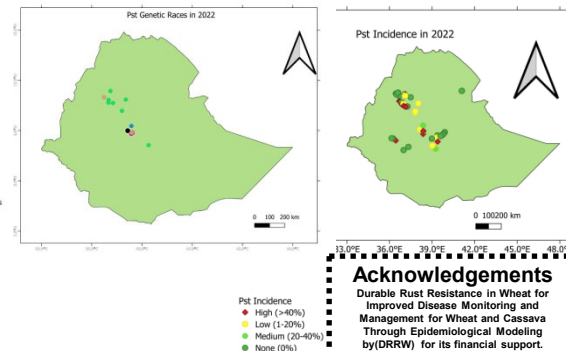 Pst Genetic Races in 2022
0 100 200 km
Pst Incidence in 2022
0 100200 km
33.0°E 36.0°E 39.0°E 42.0°E 45.0°E 48.0°
Pst Incidence
High (>40%)
Low (1-20%)
Medium (20-40%)
None (0%)
Acknowledgements
Durable Rust Resistance in Wheat for
Improved Disease Monitoring and
Management for Wheat and Cassava
Through Epidemiological Modeling
by(DRRW) for its financial support.